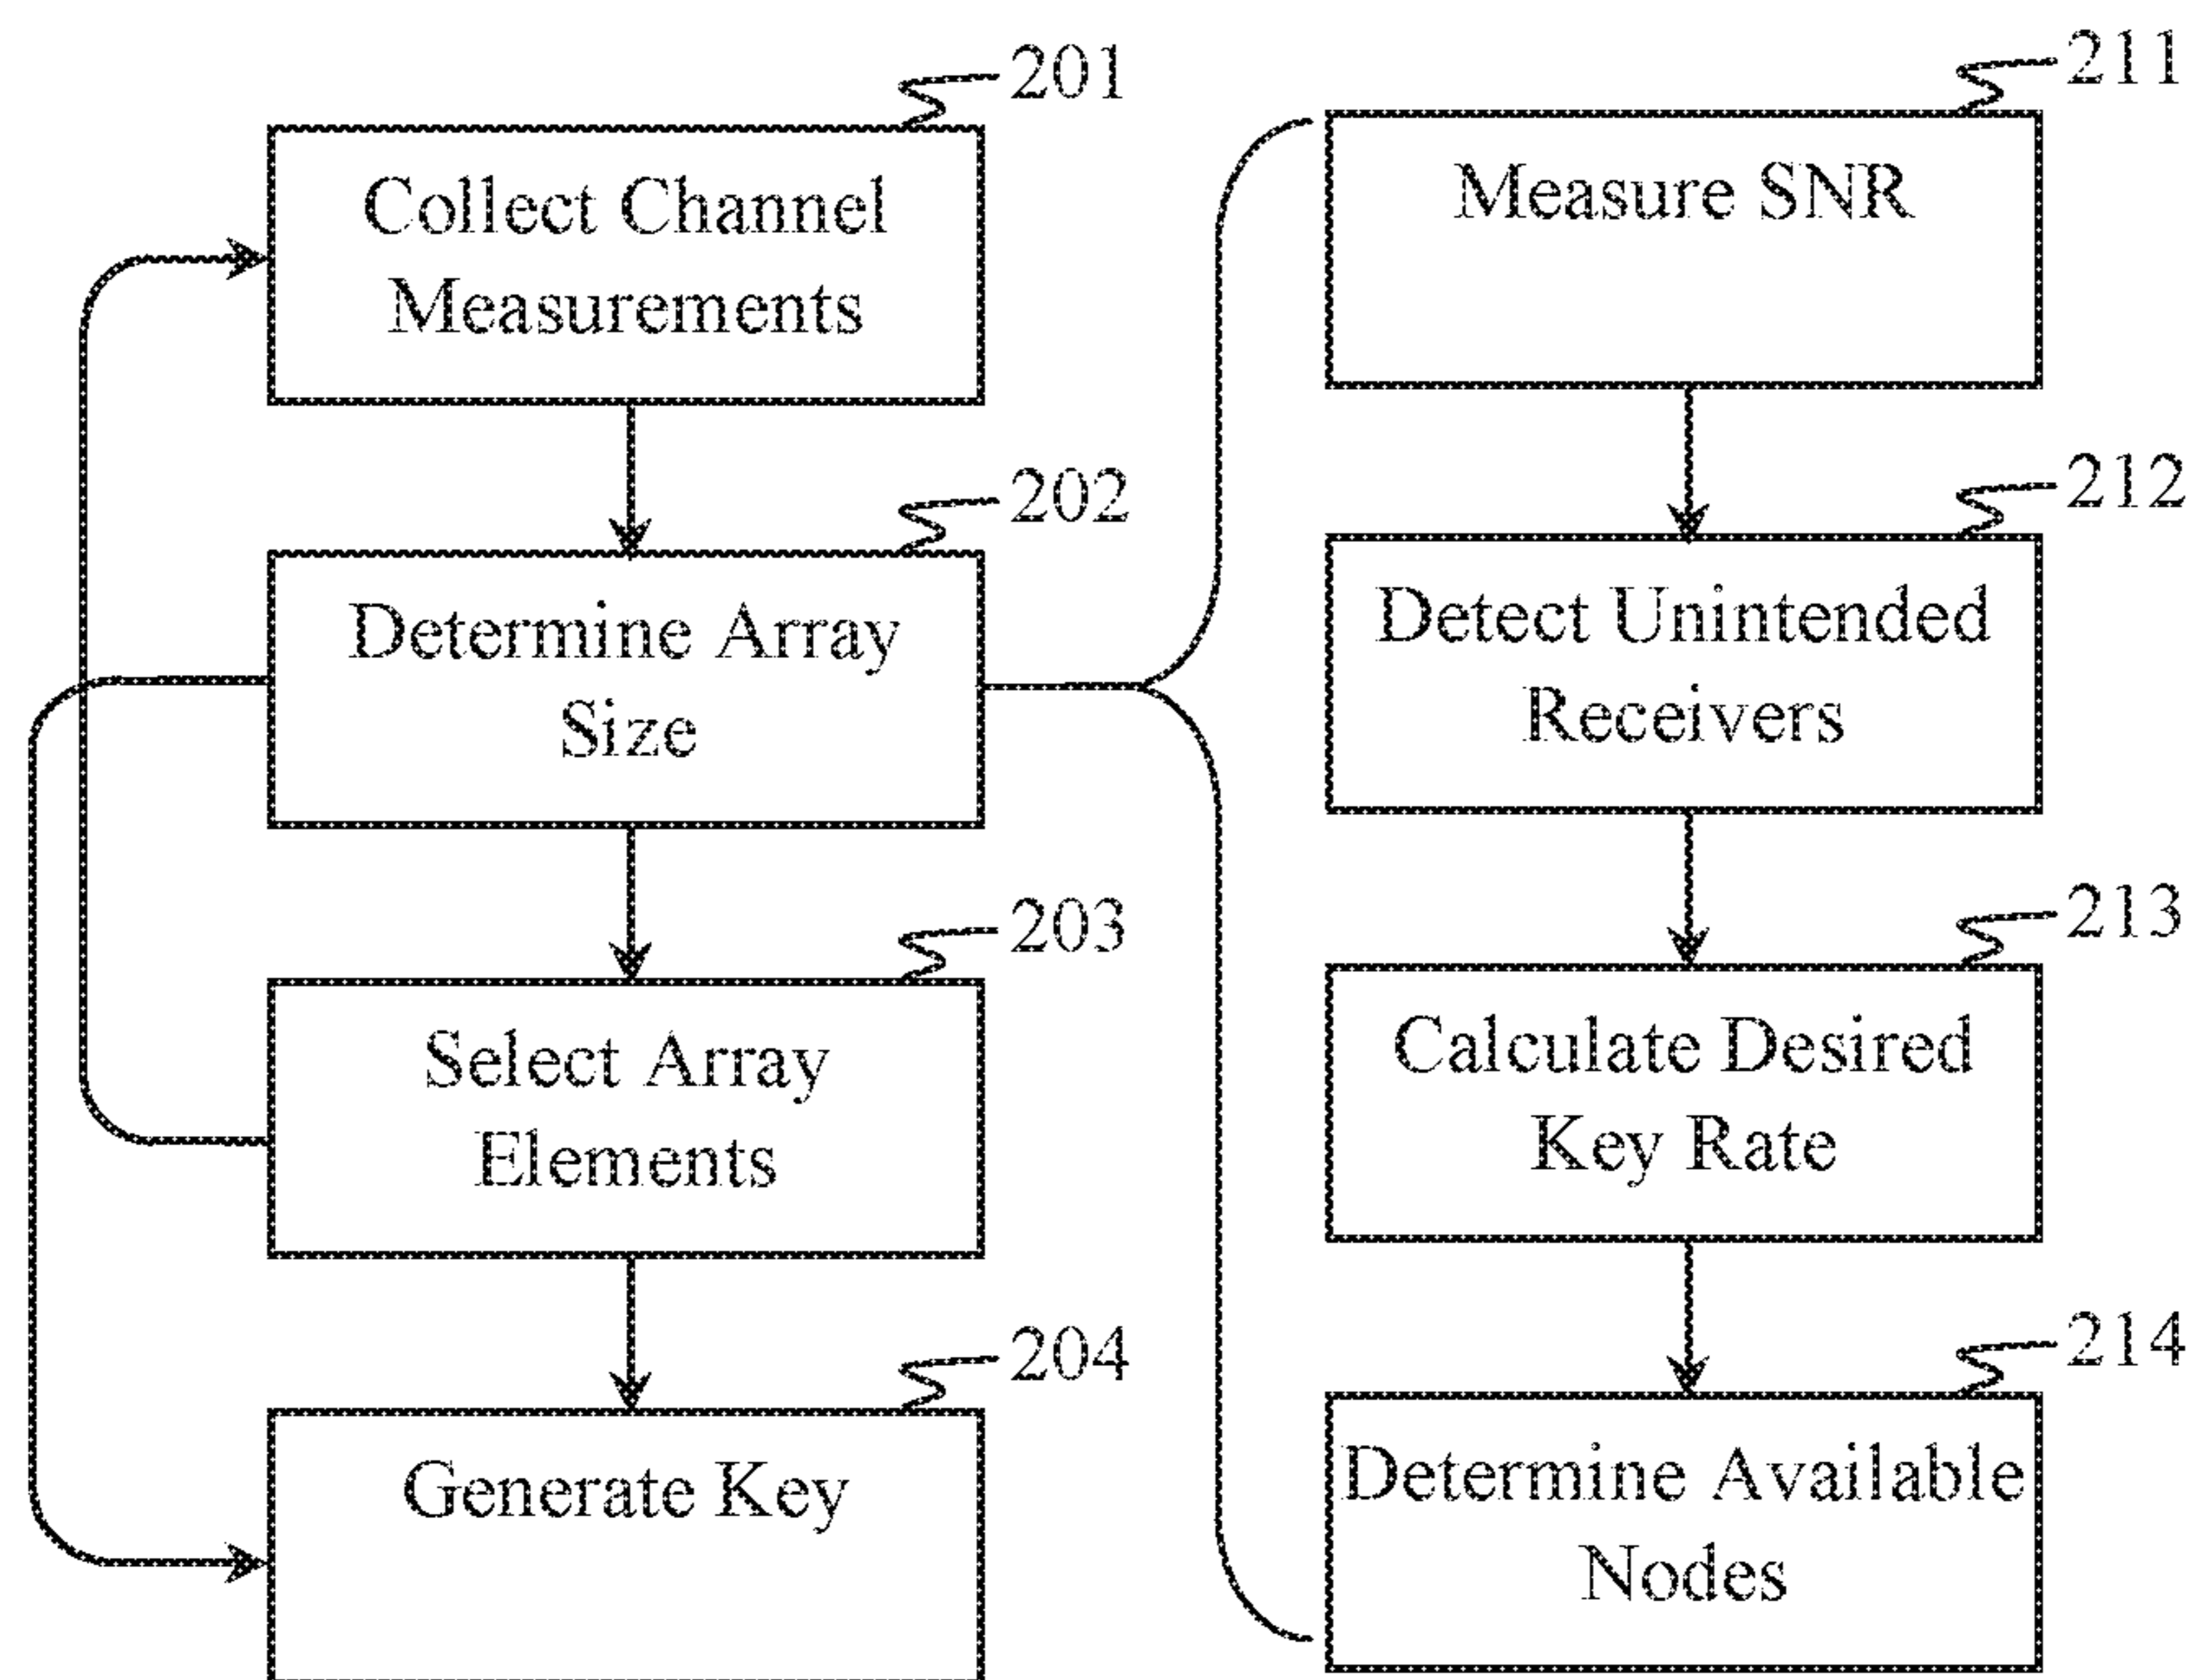 201
Collect Channel
Measurements
202
Determine Array
Size
203
Select Array
Elements
204
Generate Key
211
Measure SNR
212
Detect Unintended
Receivers
213
Calculate Desired
Key Rate
214
Determine Available
Nodes